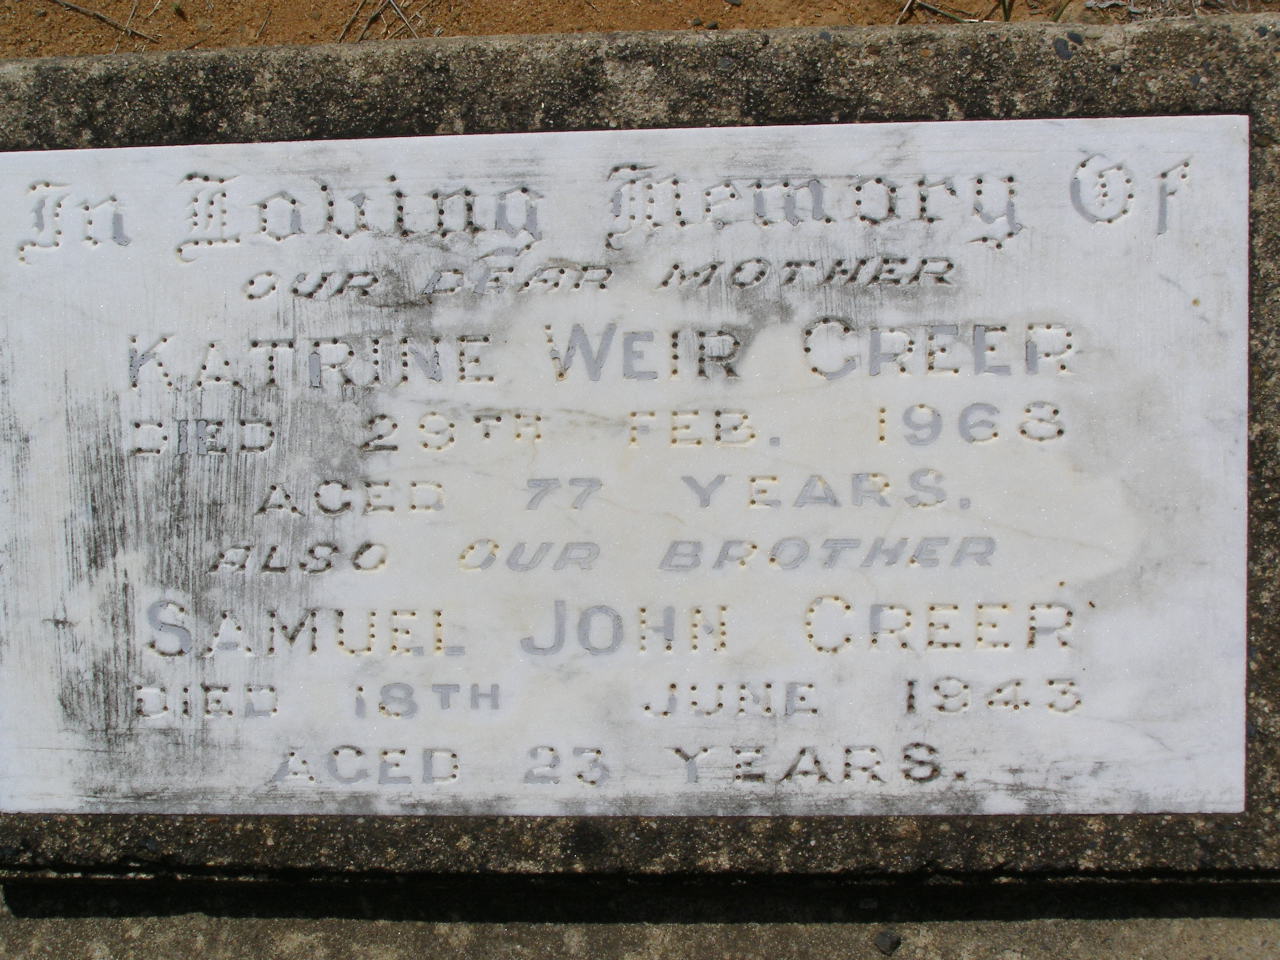 In Loving Memory Of
OUR DEAR MOTHER
KATRINE WEIR CREER
DIED 29TH FEB. 1968
AGED 77 YEARS.
ALSO OUR BROTHER
SAMUEL JOHN CREER
DIED 18TH JUNE 1943
AGED 23 YEARS.